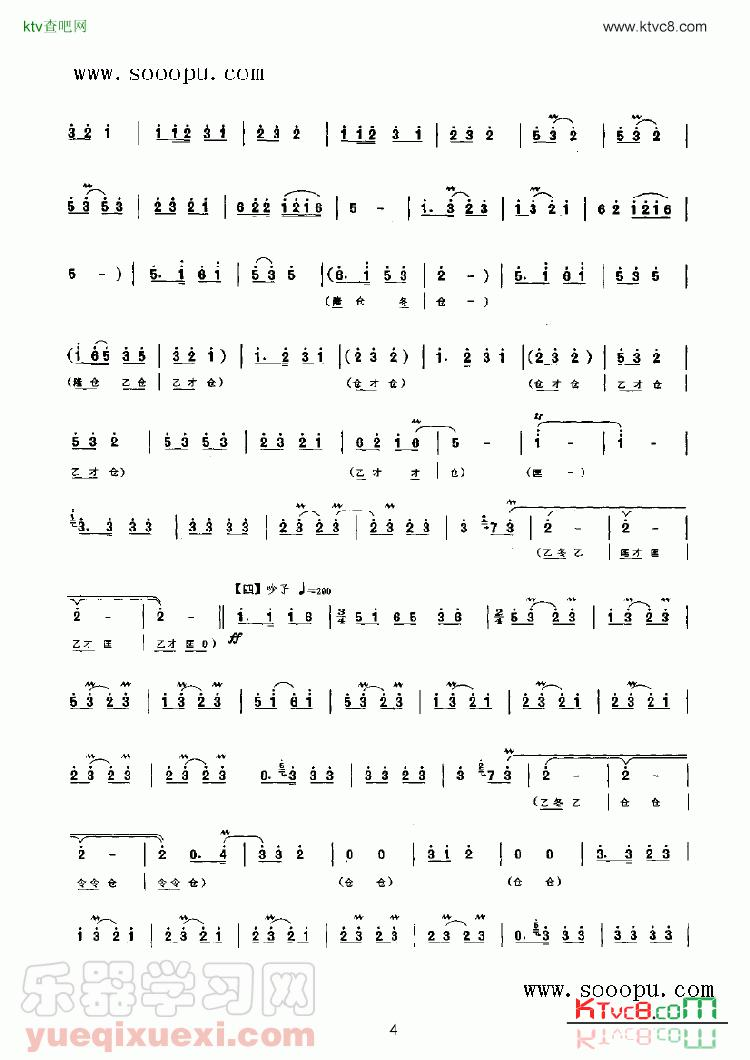 ktv查吧网 www.ktvc8.com
www.sooopu.com
3 2 1 | 1 1 2 3 1 | 2 3 2 | 1 1 2 3 1 | 2 3 2 | 5 3 2 | 5 3 2 |
5 3 5 3 | 2 3 2 1 | 6 2 2 1 2 1 6 | 5 - | 1. 3 2 3 | 1 3 2 1 | 6 2 1 2 1 6 |
5 - ) | 5. 1 6 1 | 5 3 5 | (6. 1 5 3 | 2 - ) | 5. 1 6 1 | 5 3 5 |
(隆 仓 冬 | 仓 - )
(1 6 5 3 5 | 3 2 1 ) | 1. 2 3 1 | (2 3 2 ) | 1. 2 3 1 | (2 3 2 ) | 5 3 2 |
(隆 仓 乙 仓 | 乙 才 仓) (仓 才 仓) (仓 才 仓) | 乙 才 仓 |
5 3 2 | 5 3 5 3 | 2 3 2 1 | 6 2 1 6 | 5 - | 1 - | 1 - |
乙 才 仓) (乙 才 才 | 仓) (匡 | - )
3. 3 3 3 | 3 3 3 3 | 2 3 2 3 | 2 3 2 3 | 3 7 3 | 2 - | 2 - |
(乙 冬 乙 | 匡 才 匡
2 - | 2 - || 1. 1 1 6 | 5 1 6 5 3 6 | 5 3 2 3 | 1 3 2 3 |
【四】吵子 ♩=200
乙 才 匡 | 乙 才 匡 0) ff
5 3 2 3 | 1 3 2 3 | 5 1 6 1 | 5 3 2 3 | 1 3 2 1 | 2 3 2 1 | 2 3 2 1 |
2 3 2 3 | 2 3 2 3 | 0. 3 3 3 | 3 3 2 3 | 3 7 3 | 2 - | 2 - |
(乙 冬 乙 | 仓 仓
2 - | 2 0. 4 | 3 3 2 | 0 0 | 3 1 2 | 0 0 | 3. 3 2 3 |
令令 仓 | 令令 仓) (仓 仓) (仓 仓)
1 3 2 1 | 2 3 2 1 | 2 3 2 3 | 2 3 2 3 | 2 3 2 3 | 0. 3 3 3 | 3 3 3 3 |
乐器学习网
www.sooopu.com
yueqixuexi.com
KTvc8.com
4